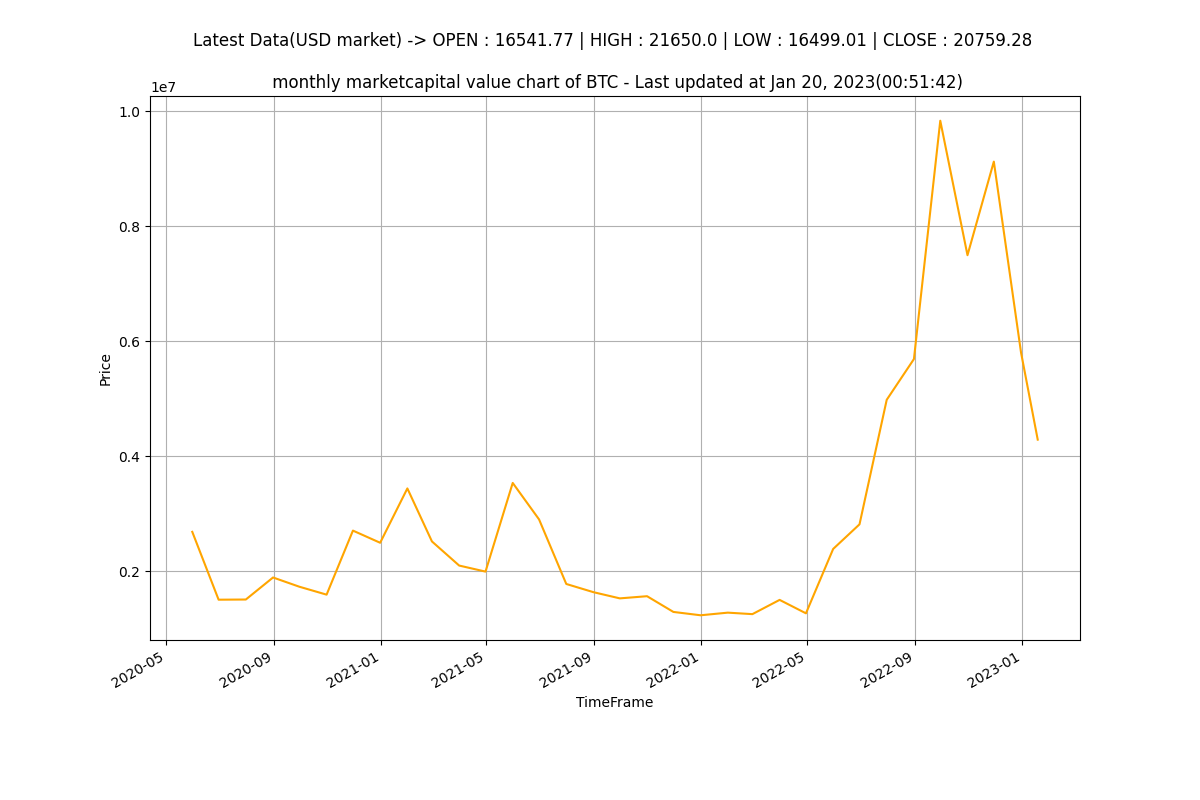 Latest Data(USD market) -> OPEN : 16541.77 | HIGH : 21650.0 | LOW : 16499.01 | CLOSE : 20759.28
monthly marketcapital value chart of BTC - Last updated at Jan 20, 2023(00:51:42)
1e7
1.0
0.8
0.6
0.4
0.2
Price
2020-05
2020-09
2021-01
2021-05
2021-09
2022-01
2022-05
2022-09
2023-01
TimeFrame